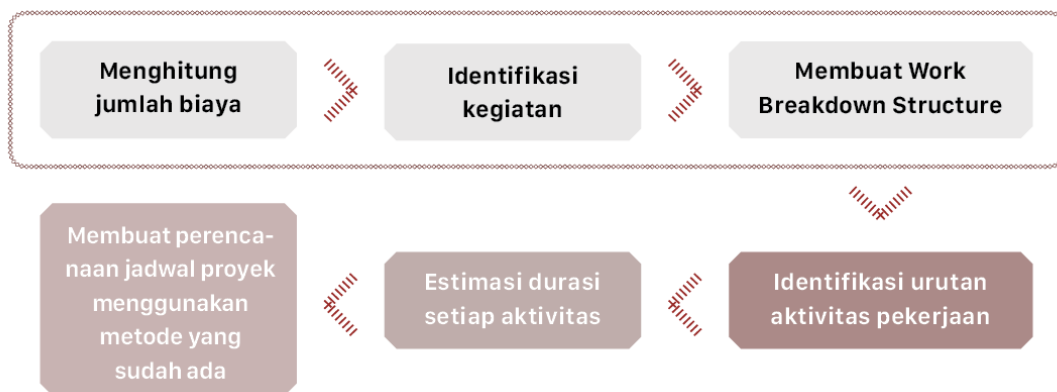 Menghitung
jumlah biaya
Identifikasi
kegiatan
Membuat Work
Breakdown Structure
Identifikasi urutan
aktivitas pekerjaan
Estimasi durasi
setiap aktivitas
Membuat perenca-
naan jadwal proyek
menggunakan
metode yang
sudah ada